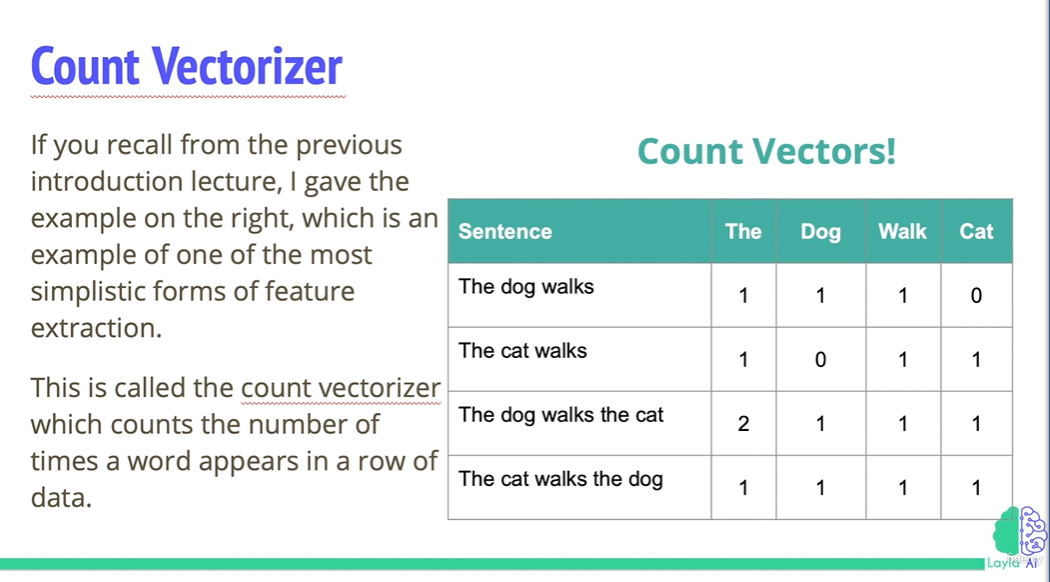 Count Vectorizer
If you recall from the previous
introduction lecture, I gave the
example on the right, which is an
example of one of the most
simplistic forms of feature
extraction.
This is called the count vectorizer
which counts the number of
times a word appears in a row of
data.
Count Vectors!
Sentence The Dog Walk Cat
The dog walks 1 1 1 0
The cat walks 1 0 1 1
The dog walks the cat 2 1 1 1
The cat walks the dog 1 1 1 1
Layla AI